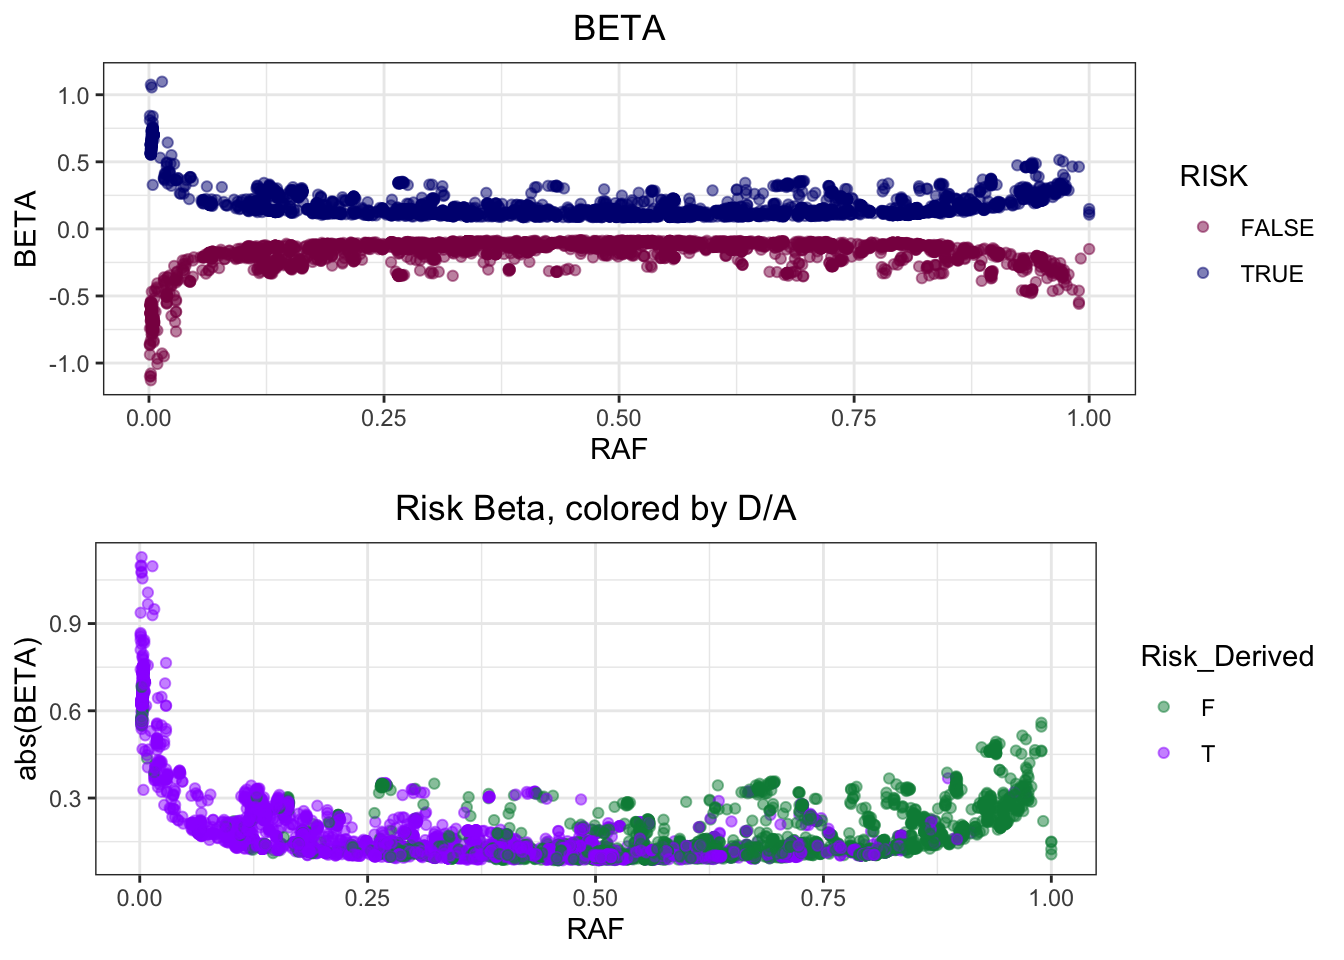 BETA
1.0
0.5
0.0
-0.5
-1.0
BETA
0.00 0.25 0.50 0.75 1.00
RAF
RISK
FALSE
TRUE
Risk Beta, colored by D/A
0.9
0.6
0.3
abs(BETA)
0.00 0.25 0.50 0.75 1.00
RAF
Risk_Derived
F
T